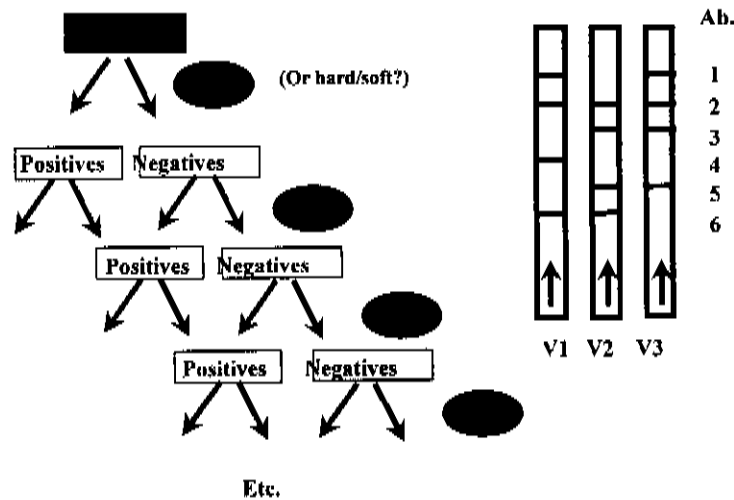 Ab.
(Or hard/soft?)
1
2
3
4
5
6
Positives Negatives
Positives Negatives
Positives Negatives
V1 V2 V3
Etc.